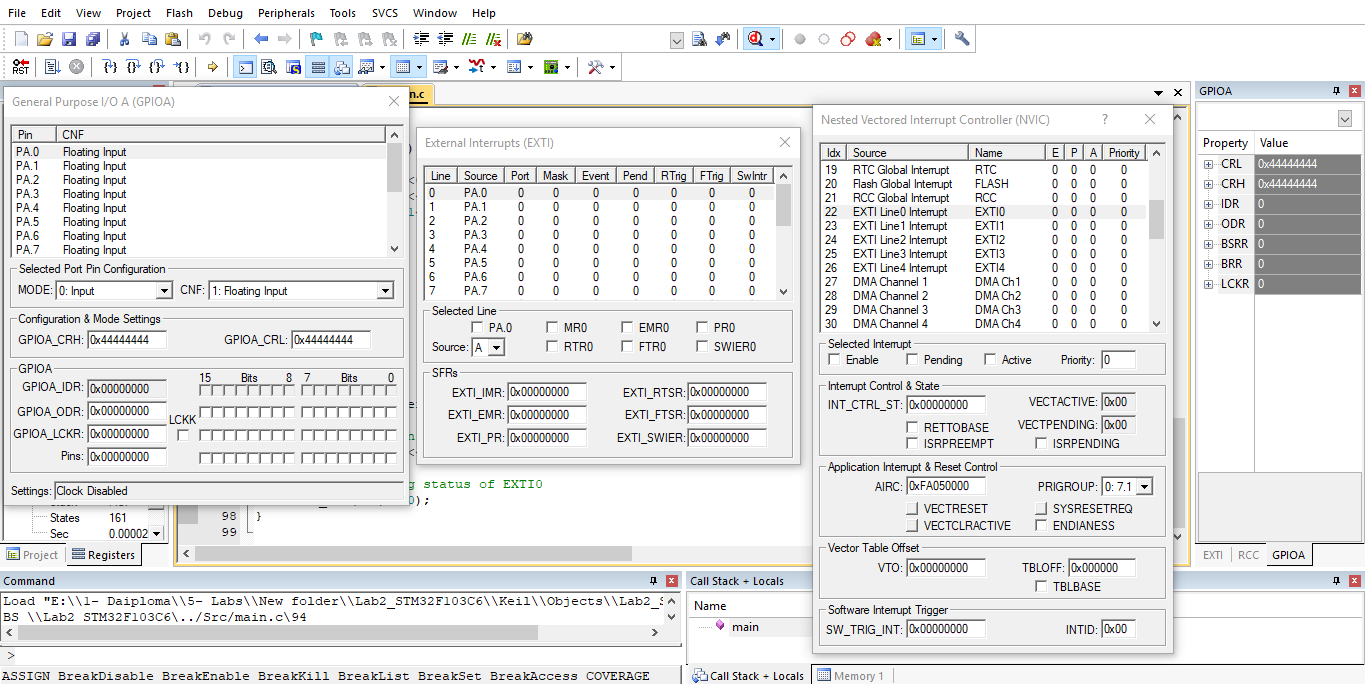 File Edit View Project Flash Debug Peripherals Tools SVCS Window Help
RST
General Purpose I/O A (GPIOA)
Pin CNF
PA.0 Floating Input
PA.1 Floating Input
PA.2 Floating Input
PA.3 Floating Input
PA.4 Floating Input
PA.5 Floating Input
PA.6 Floating Input
PA.7 Floating Input
Selected Port Pin Configuration
MODE: 0: Input CNF: 1: Floating Input
Configuration & Mode Settings
GPIOA_CRH: 0x44444444 GPIOA_CRL: 0x44444444
GPIOA
15 Bits 8 7 Bits 0
GPIOA_IDR: 0x00000000
GPIOA_ODR: 0x00000000
LCKK
GPIOA_LCKR: 0x00000000
Pins: 0x00000000
Settings: Clock Disabled
States 161
Sec 0.00002
Project Registers
n.c
External Interrupts (EXTI)
Line Source Port Mask Event Pend RTrig FTrig SwIntr
0 PA.0 0 0 0 0 0 0 0
1 PA.1 0 0 0 0 0 0 0
2 PA.2 0 0 0 0 0 0 0
3 PA.3 0 0 0 0 0 0 0
4 PA.4 0 0 0 0 0 0 0
5 PA.5 0 0 0 0 0 0 0
6 PA.6 0 0 0 0 0 0 0
7 PA.7 0 0 0 0 0 0 0
Selected Line
PA.0 MR0 EMR0 PR0
Source: A RTR0 FTR0 SWIER0
SFRs
EXTI_IMR: 0x00000000 EXTI_RTSR: 0x00000000
EXTI_EMR: 0x00000000 EXTI_FTSR: 0x00000000
EXTI_PR: 0x00000000 EXTI_SWIER: 0x00000000
g status of EXTI0
0);
98 }
99
Nested Vectored Interrupt Controller (NVIC) ?
Idx Source Name E P A Priority
19 RTC Global Interrupt RTC 0 0 0 0
20 Flash Global Interrupt FLASH 0 0 0 0
21 RCC Global Interrupt RCC 0 0 0 0
22 EXTI Line0 Interrupt EXTI0 0 0 0 0
23 EXTI Line1 Interrupt EXTI1 0 0 0 0
24 EXTI Line2 Interrupt EXTI2 0 0 0 0
25 EXTI Line3 Interrupt EXTI3 0 0 0 0
26 EXTI Line4 Interrupt EXTI4 0 0 0 0
27 DMA Channel 1 DMA Ch1 0 0 0 0
28 DMA Channel 2 DMA Ch2 0 0 0 0
29 DMA Channel 3 DMA Ch3 0 0 0 0
30 DMA Channel 4 DMA Ch4 0 0 0 0
Selected Interrupt
Enable Pending Active Priority: 0
Interrupt Control & State
INT_CTRL_ST: 0x00000000 VECTACTIVE: 0x00
RETTOBASE VECTPENDING: 0x00
ISRPREEMPT ISRPENDING
Application Interrupt & Reset Control
AIRC: 0xFA050000 PRIGROUP: 0: 7.1
VECTRESET SYSRESETREQ
VECTCLRACTIVE ENDIANESS
Vector Table Offset
VTO: 0x00000000 TBLOFF: 0x000000
TBLBASE
Software Interrupt Trigger
SW_TRIG_INT: 0x00000000 INTID: 0x00
GPIOA
Property Value
CRL 0x44444444
CRH 0x44444444
IDR 0
ODR 0
BSRR 0
BRR 0
LCKR 0
EXTI RCC GPIOA
Command
Load "E:\\1- Daiploma\\5- Labs\\New folder\\Lab2_STM32F103C6\\Keil\\Objects\\Lab2_S
BS \\Lab2_STM32F103C6\../Src/main.c\94
>
ASSIGN BreakDisable BreakEnable BreakKill BreakList BreakSet BreakAccess COVERAGE
Call Stack + Locals
Name
main
Call Stack + Locals Memory 1